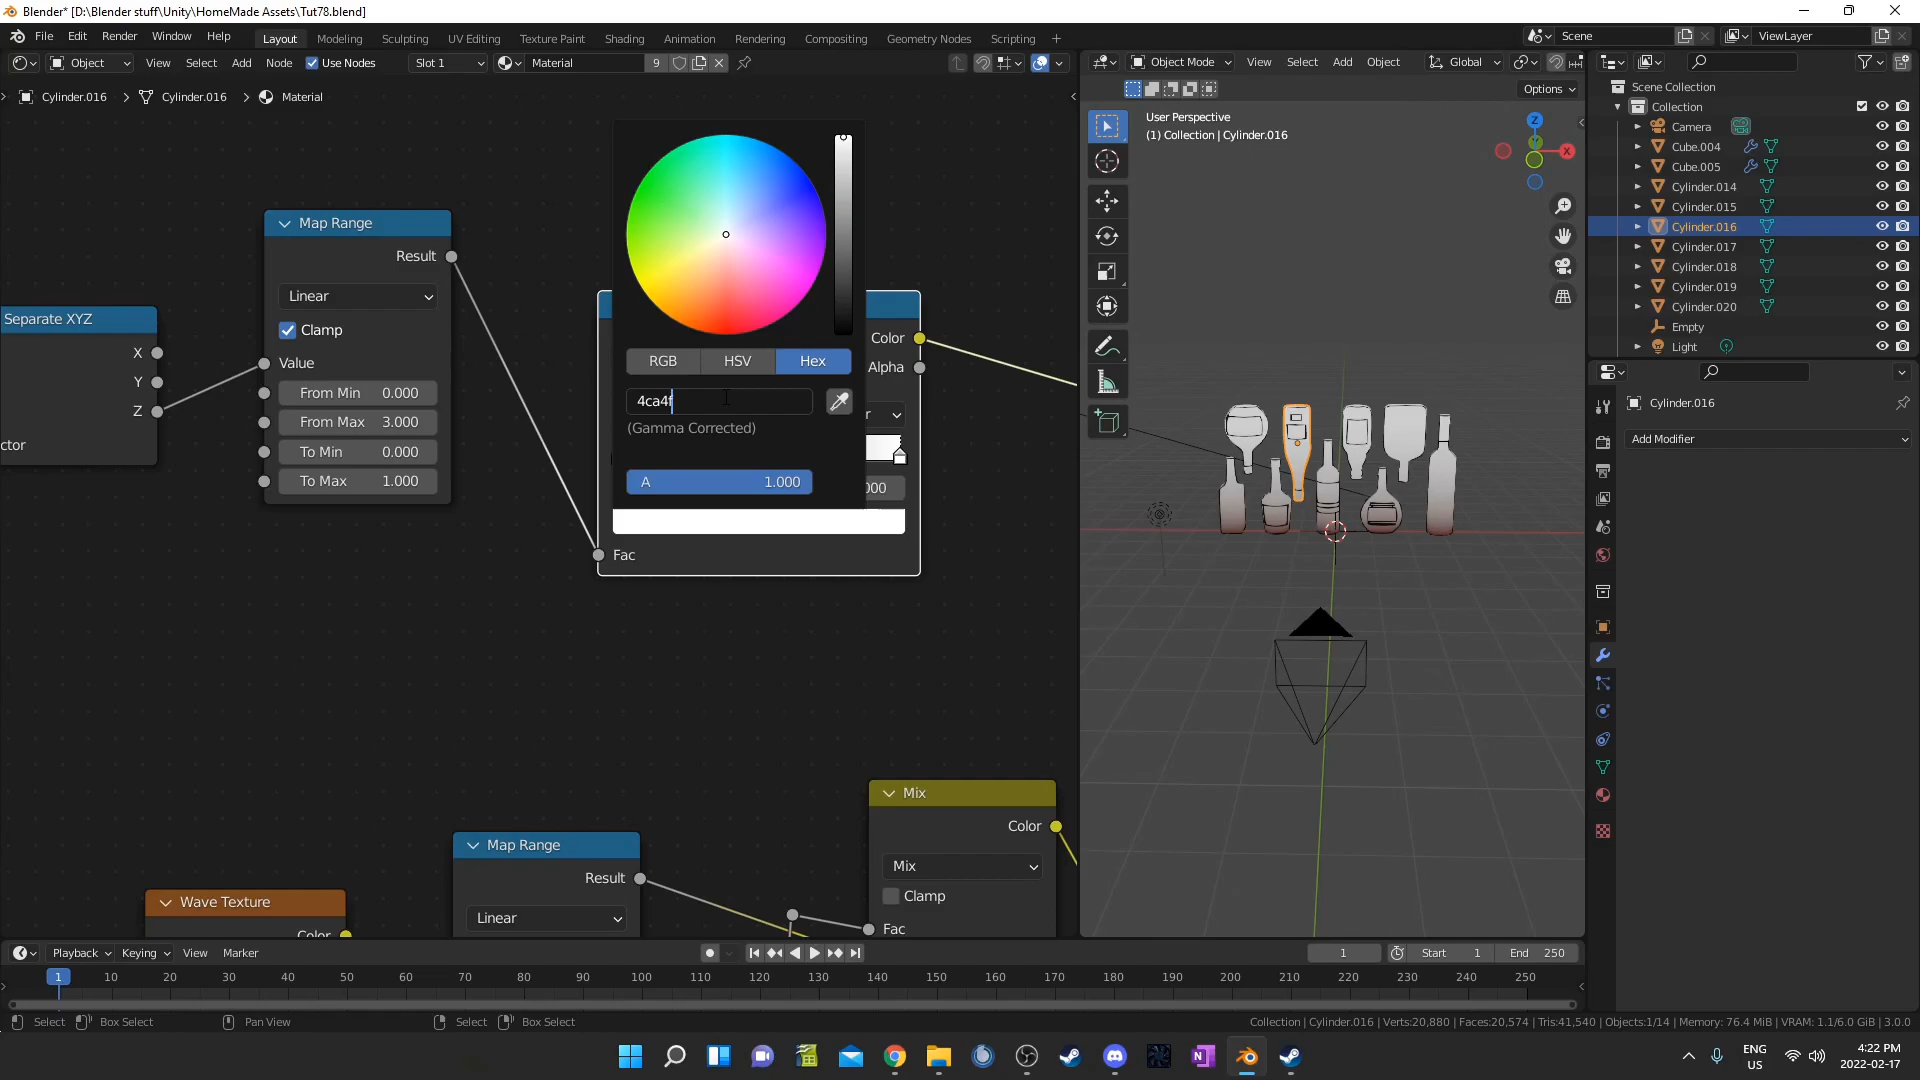 Blender* [D:\Blender stuff\Unity\HomeMade Assets\Tut78.blend]
File Edit Render Window Help Layout Modeling Sculpting UV Editing Texture Paint Shading Animation Rendering Compositing Geometry Nodes Scripting + Scene ViewLayer
Object View Select Add Node Use Nodes Slot 1 Material 9 Object Mode View Select Add Object Global
Options
Cylinder.016 > Cylinder.016 > Material
User Perspective
(1) Collection | Cylinder.016
Z
Y
X
Scene Collection
Collection
Camera
Cube.004
Cube.005
Cylinder.014
Cylinder.015
Cylinder.016
Cylinder.017
Cylinder.018
Cylinder.019
Cylinder.020
Empty
Light
Cylinder.016
Add Modifier
Separate XYZ
X
Y
Z
ctor
Map Range
Result
Linear
Clamp
Value
From Min 0.000
From Max 3.000
To Min 0.000
To Max 1.000
RGB HSV Hex
4ca4f
(Gamma Corrected)
A 1.000
Color
Alpha
r
000
Fac
Mix
Color
Mix
Clamp
Fac
Map Range
Result
Linear
Wave Texture
Color
Playback Keying View Marker 1 Start 1 End 250
1 10 20 30 40 50 60 70 80 90 100 110 120 130 140 150 160 170 180 190 200 210 220 230 240 250
Select Box Select Pan View Select Box Select Collection | Cylinder.016 | Verts:20,880 | Faces:20,574 | Tris:41,540 | Objects:1/14 | Memory: 76.4 MiB | VRAM: 1.1/6.0 GiB | 3.0.0
ENG
US
4:22 PM
2022-02-17